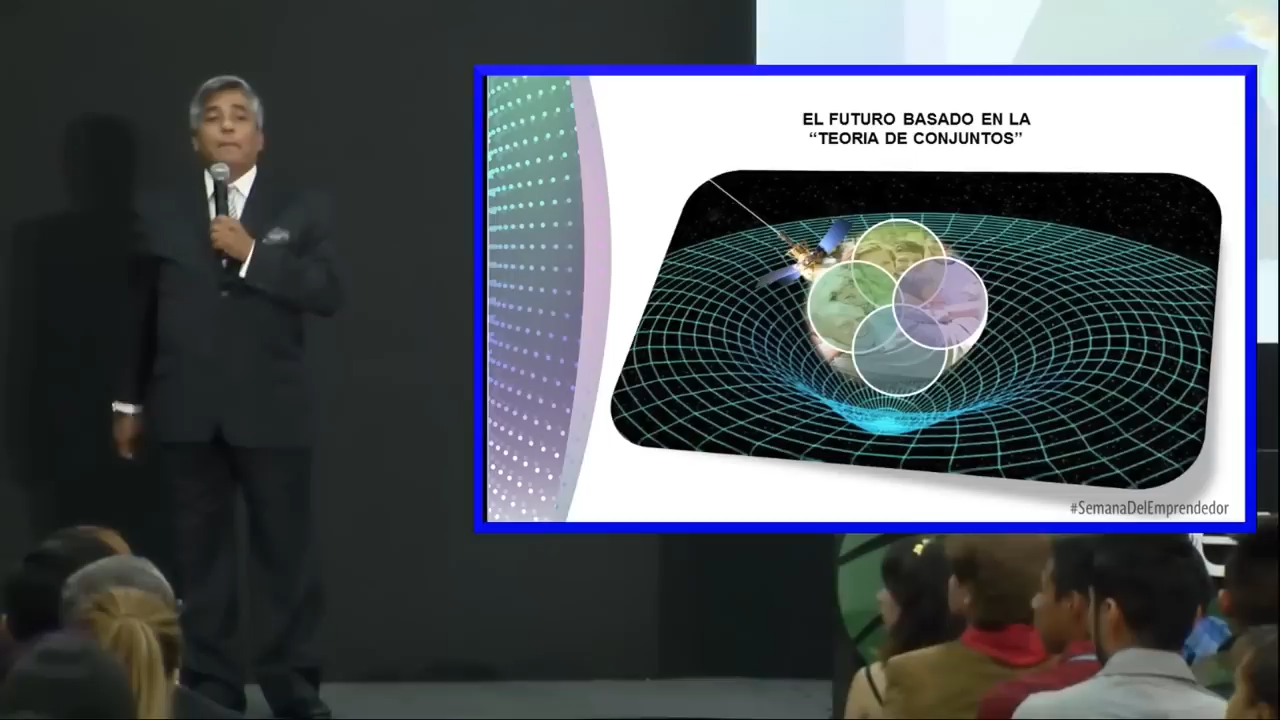 EL FUTURO BASADO EN LA
“TEORIA DE CONJUNTOS”
#SemanaDelEmprendedor